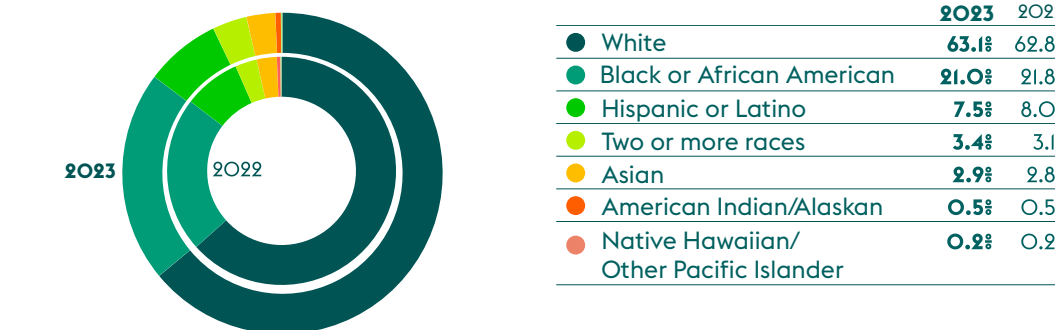 2023 202
White 63.1% 62.8
Black or African American 21.0% 21.8
Hispanic or Latino 7.5% 8.0
Two or more races 3.4% 3.1
2023 2022
Asian 2.9% 2.8
American Indian/Alaskan 0.5% 0.5
Native Hawaiian/ 0.2% 0.2
Other Pacific Islander